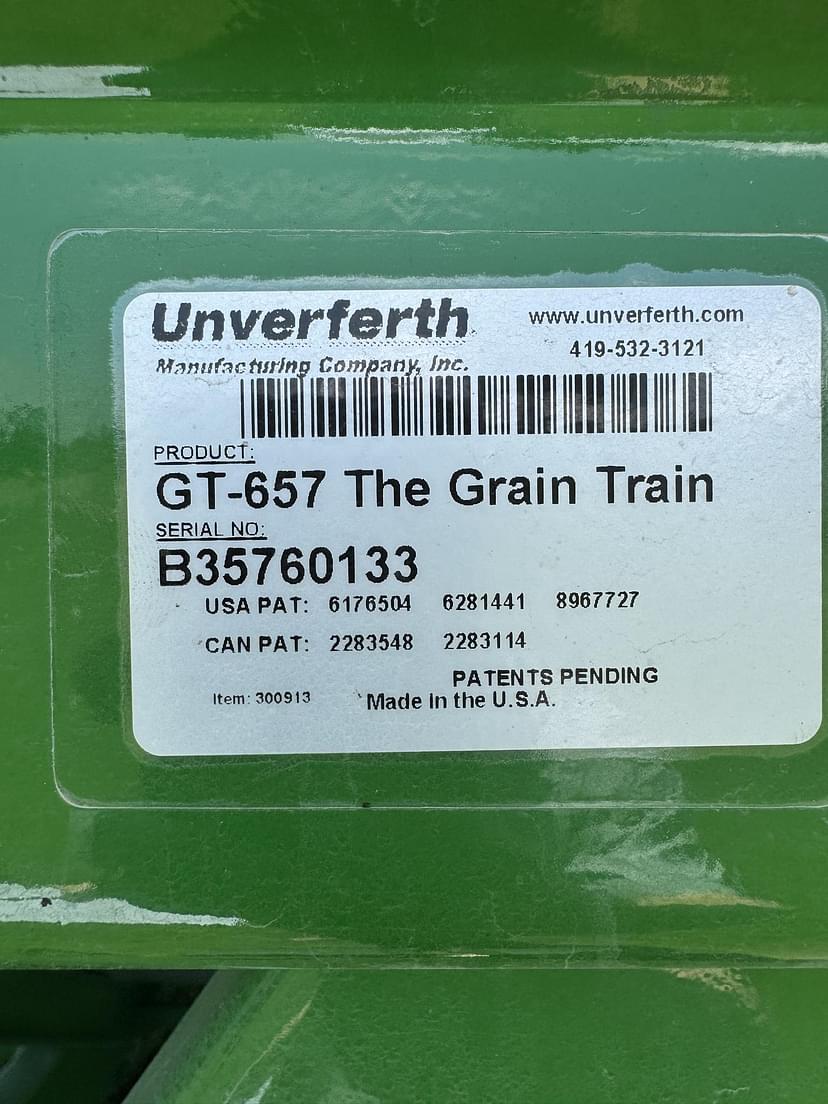 Unverferth
www.unverferth.com
Manufacturing Company, Inc.
419-532-3121
PRODUCT:
GT-657 The Grain Train
SERIAL NO:
B35760133
USA PAT: 6176504 6281441 8967727
CAN PAT: 2283548 2283114
PATENTS PENDING
Item: 300913 Made in the U.S.A.